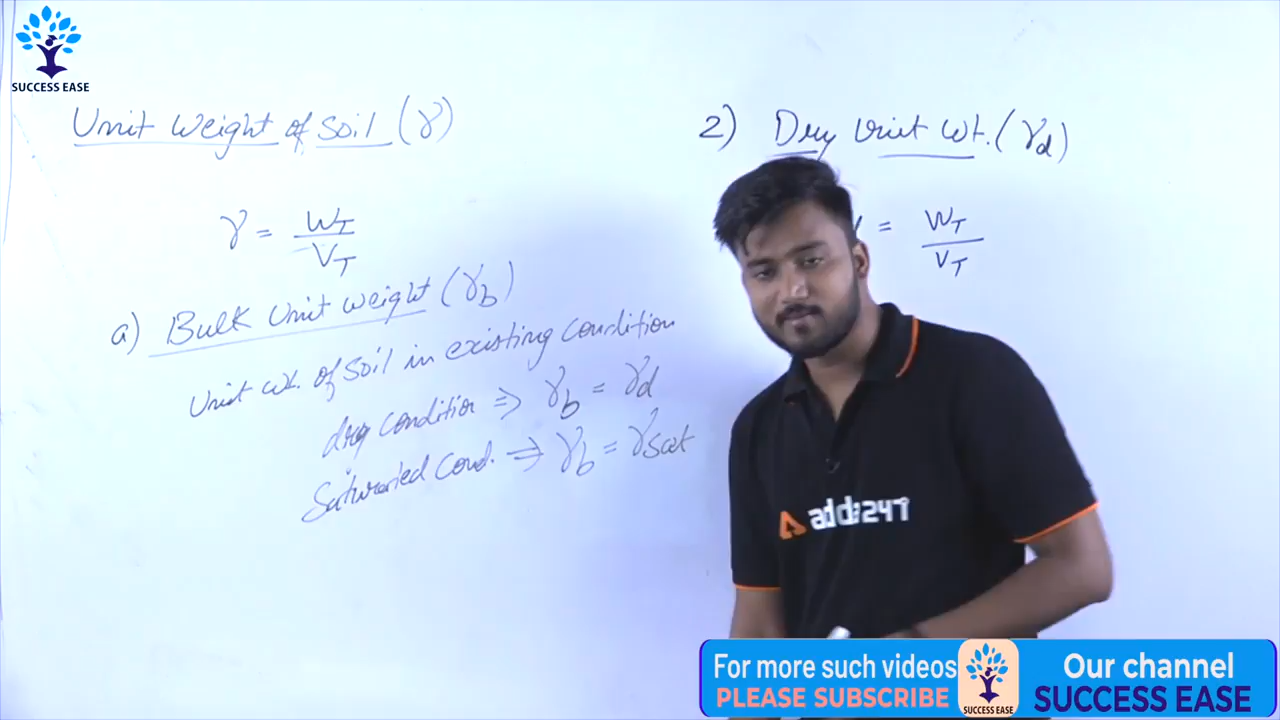 SUCCESS EASE
Unit weight of soil (γ)
γ = W_T / V_T
a) Bulk Unit weight (γ_b)
Unit wt. of soil in existing condition
dry condition ⇒ γ_b = γ_d
Saturated Cond. ⇒ γ_b = γ_sat
2) Dry Unit Wt. (γ_d)
= W_T / V_T
adda247
For more such videos
PLEASE SUBSCRIBE
SUCCESS EASE
Our channel
SUCCESS EASE